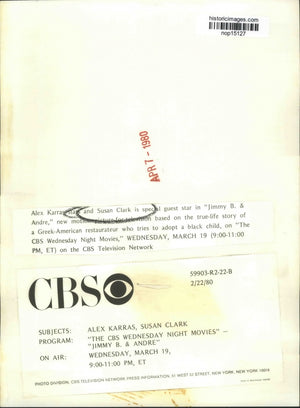 historicimages.com
nop15127
APR 7 - 1980
Alex Karras and Susan Clark is special guest star in "Jimmy B. &
Andre," new motion picture for television based on the true-life story of
a Greek-American restaurateur who tries to adopt a black child, on "The
CBS Wednesday Night Movies," WEDNESDAY, MARCH 19 (9:00-11:00
PM, ET) on the CBS Television Network
CBS
59903-R2-22-B
2/22/80
SUBJECTS: ALEX KARRAS, SUSAN CLARK
PROGRAM: "THE CBS WEDNESDAY NIGHT MOVIES" —
"JIMMY B. & ANDRE"
ON AIR: WEDNESDAY, MARCH 19,
9:00-11:00 PM, ET
PHOTO DIVISION, CBS TELEVISION NETWORK PRESS INFORMATION, 51 WEST 52 STREET, NEW YORK, NEW YORK 10019